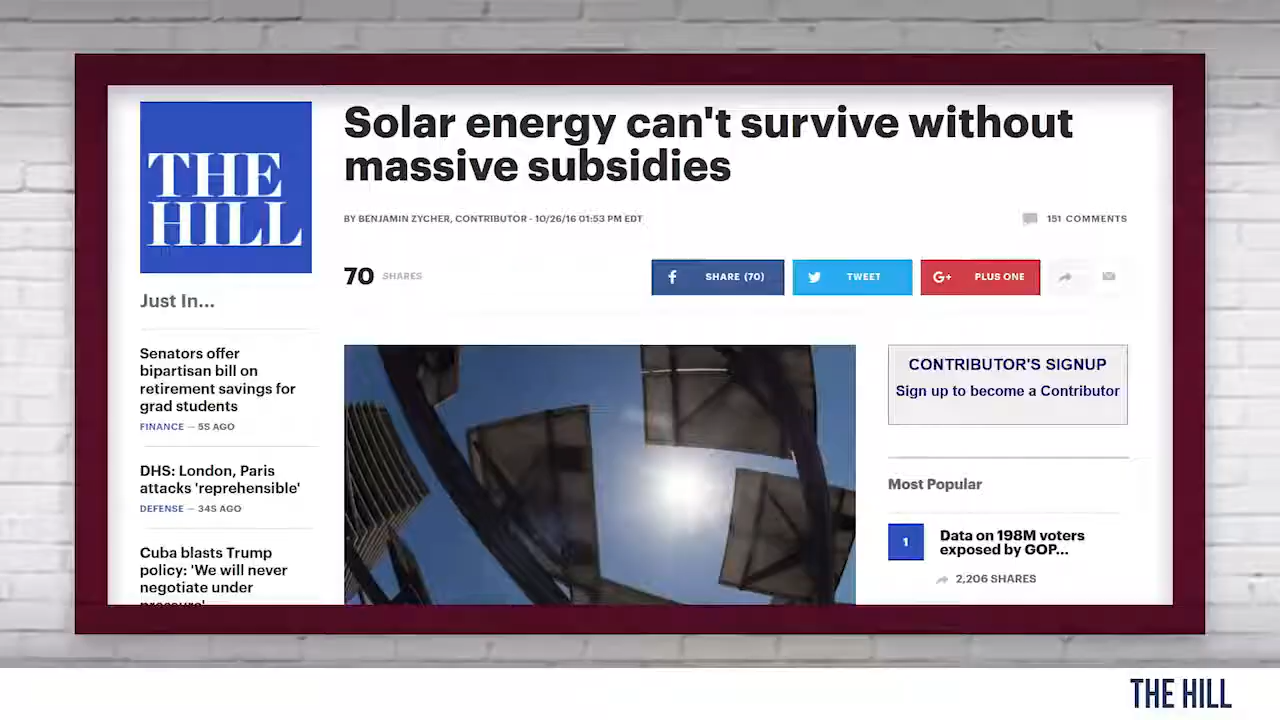 THE
HILL
Solar energy can't survive without
massive subsidies
BY BENJAMIN ZYCHER, CONTRIBUTOR - 10/26/16 01:53 PM EDT
151 COMMENTS
70 SHARES
SHARE (70)
TWEET
G+ PLUS ONE
Just In...
Senators offer
bipartisan bill on
retirement savings for
grad students
FINANCE — 5S AGO
DHS: London, Paris
attacks 'reprehensible'
DEFENSE — 34S AGO
Cuba blasts Trump
policy: 'We will never
negotiate under
pressure'
CONTRIBUTOR'S SIGNUP
Sign up to become a Contributor
Most Popular
1
Data on 198M voters
exposed by GOP...
2,206 SHARES
THE HILL